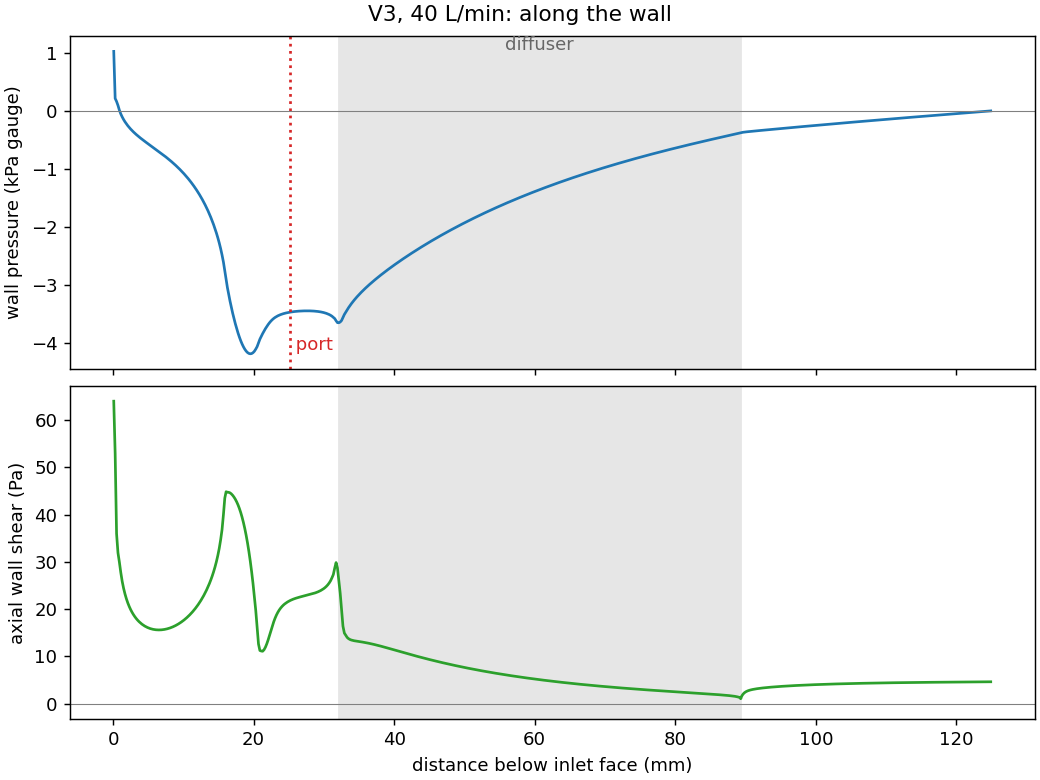 V3, 40 L/min: along the wall
diffuser
wall pressure (kPa gauge)
1
0
−1
−2
−3
−4
port
axial wall shear (Pa)
60
50
40
30
20
10
0
0 20 40 60 80 100 120
distance below inlet face (mm)